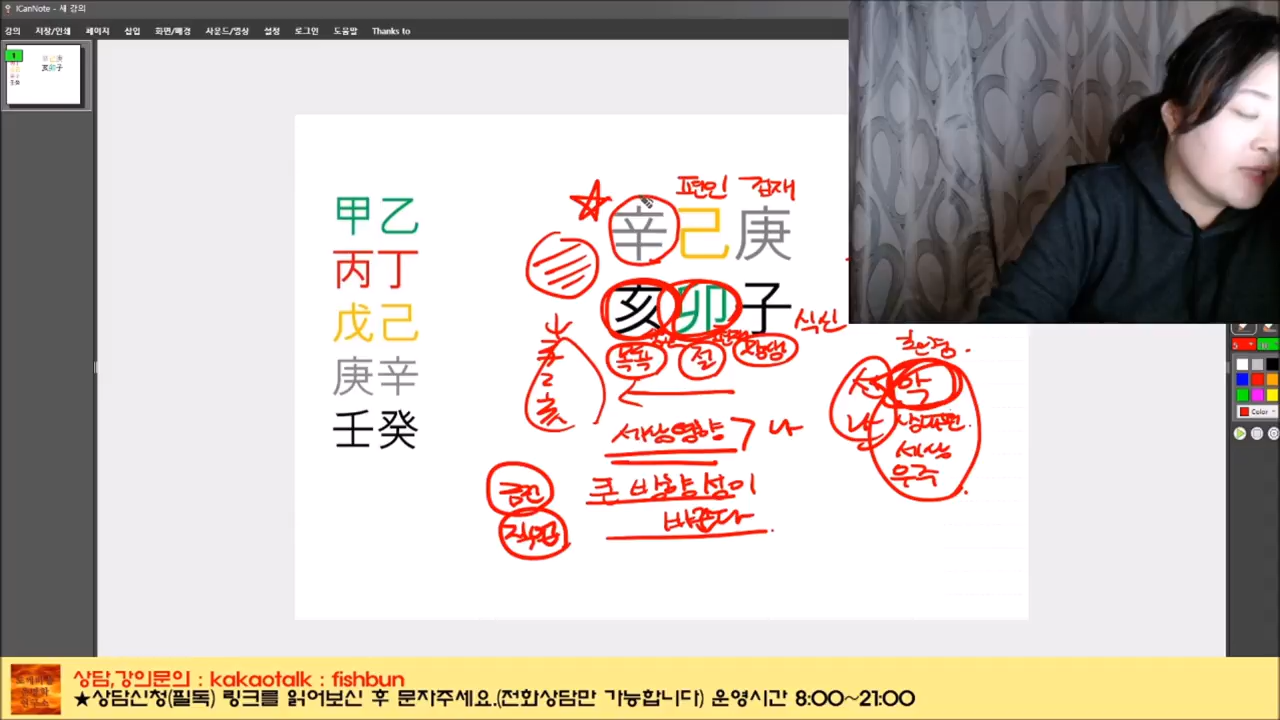 ICanNote - 새 강의
강의 저장/인쇄 페이지 삽입 화면/배경 사운드/영상 설정 로그인 도움말 Thanks to
1
편인 겁재
甲乙 辛己庚
丙丁 亥卯子 식신
戊己
庚辛
壬癸
목욕 절 장생
환경.
세상영향 나
세상
우주
큰 방향성이
바뀐다.
금전
직업
Color
상담,강의문의 : kakaotalk : fishbun
★상담신청(필독) 링크를 읽어보신 후 문자주세요.(전화상담만 가능합니다) 운영시간 8:00~21:00